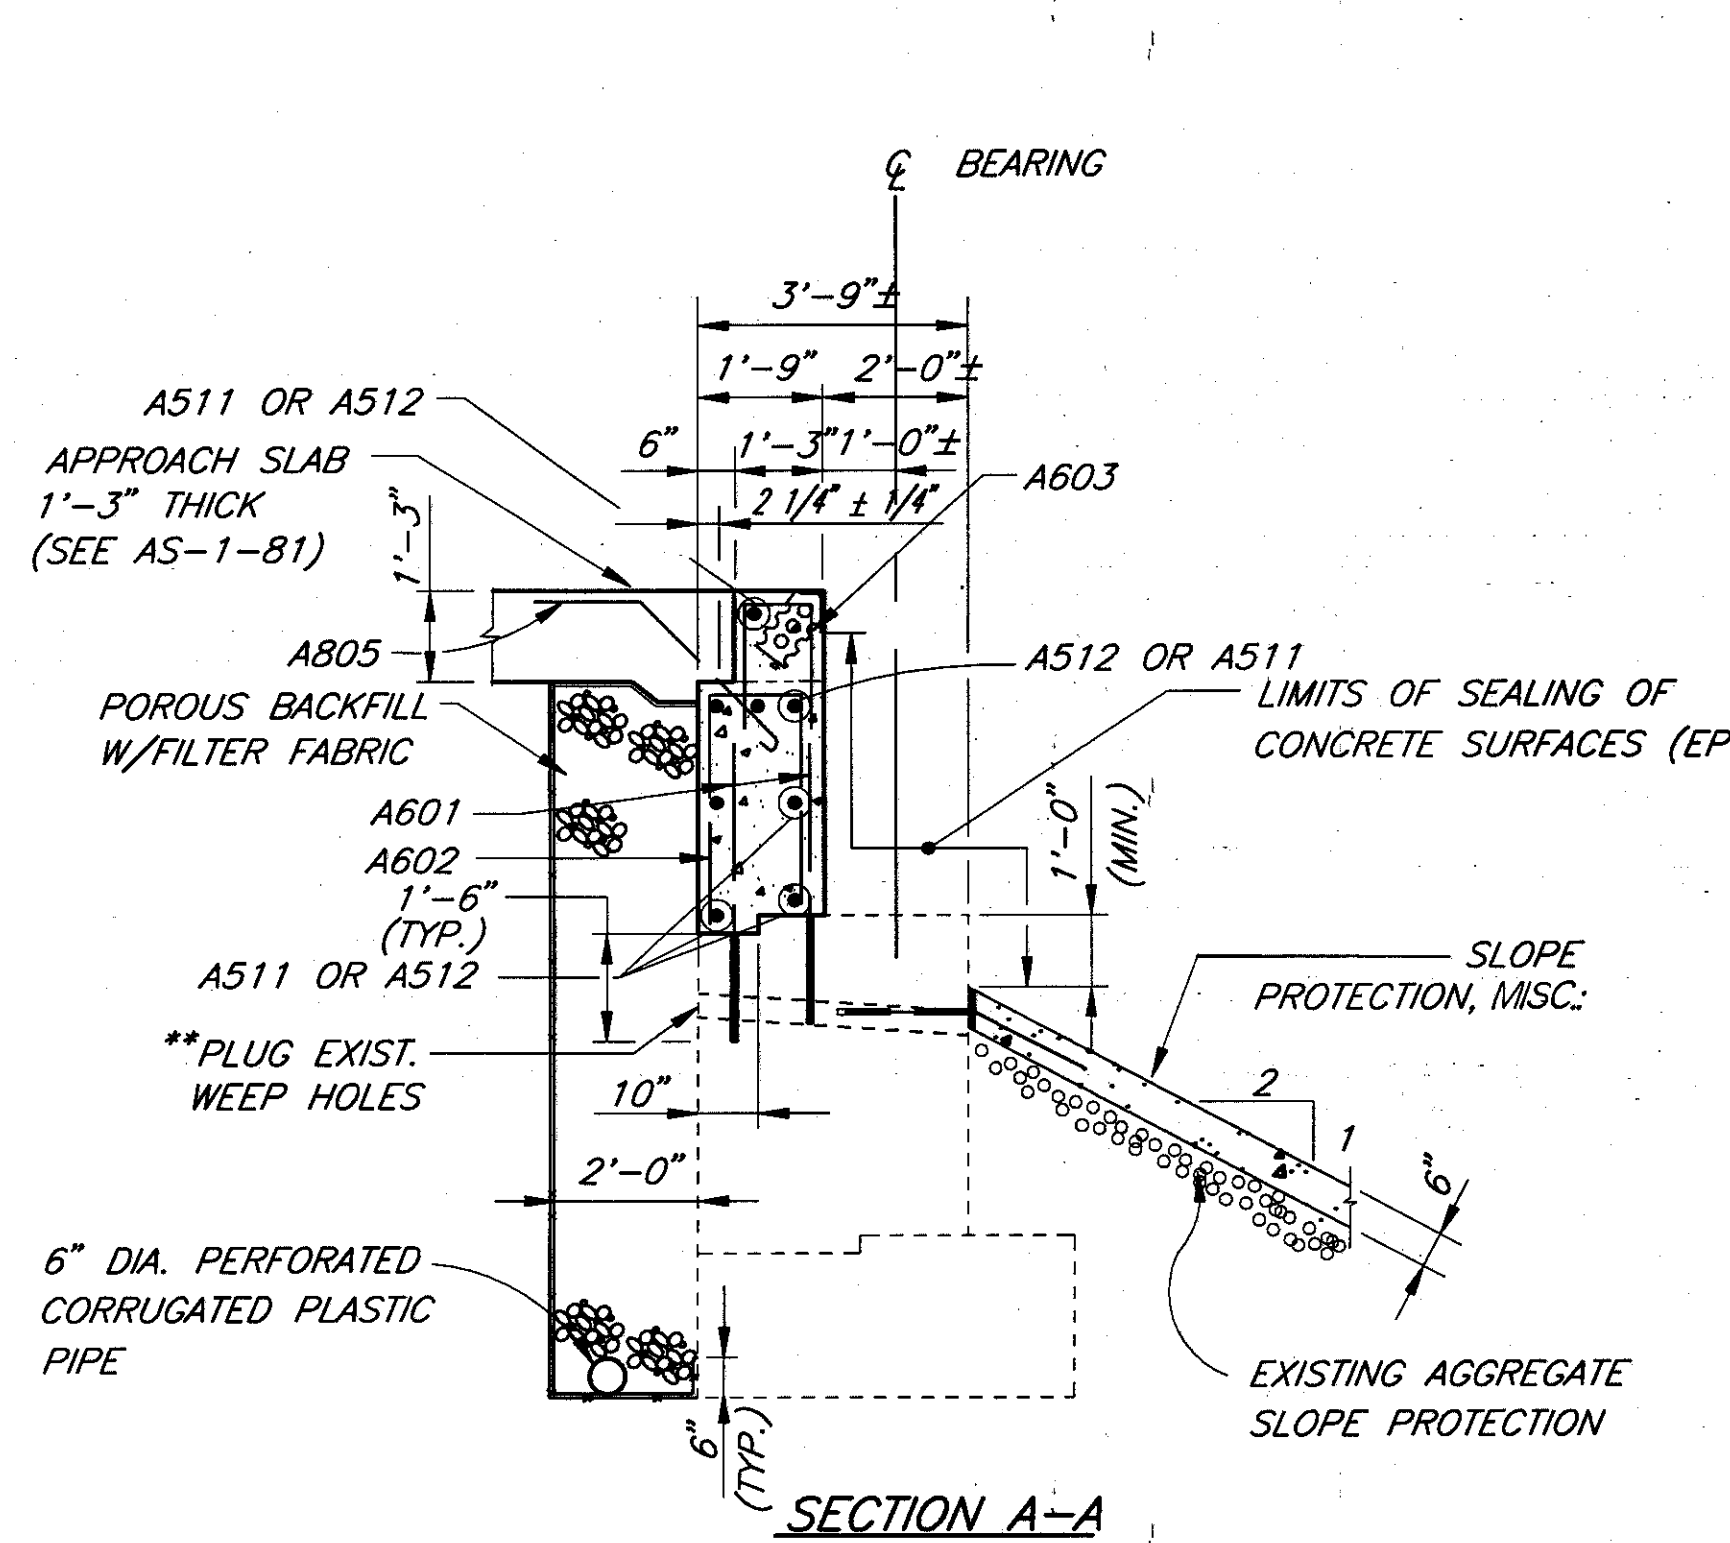 ℄ BEARING
3'-9"±
1'-9" 2'-0"±
A511 OR A512
6" 1'-3" 1'-0"±
APPROACH SLAB
1'-3" THICK
(SEE AS-1-81)
1'-3"
2 1/4" ± 1/4"
A603
A805
A512 OR A511
POROUS BACKFILL
W/FILTER FABRIC
LIMITS OF SEALING OF
CONCRETE SURFACES (EP
A601
A602
1'-0"
(MIN.)
1'-6"
(TYP.)
A511 OR A512
SLOPE
PROTECTION, MISC.:
**PLUG EXIST.
WEEP HOLES
10"
2
1
2'-0"
6"
6" DIA. PERFORATED
CORRUGATED PLASTIC
PIPE
EXISTING AGGREGATE
SLOPE PROTECTION
6"
(TYP.)
SECTION A-A